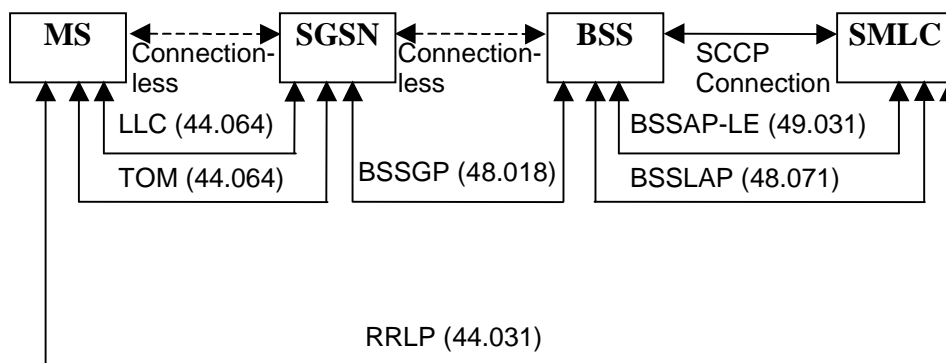 MS
SGSN
BSS
SMLC
Connection-
less
Connection-
less
SCCP
Connection
LLC (44.064)
BSSAP-LE (49.031)
TOM (44.064)
BSSGP (48.018)
BSSLAP (48.071)
RRLP (44.031)